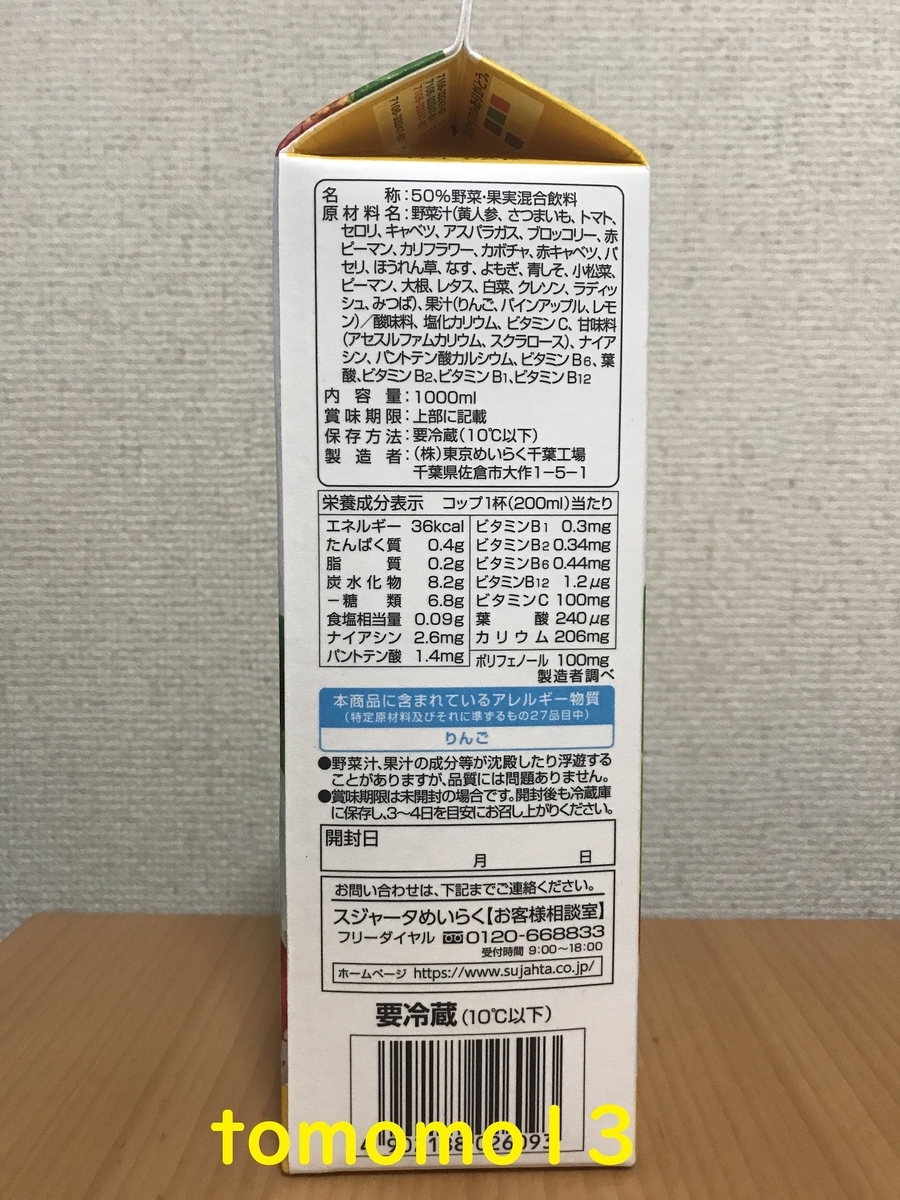 名称:50%野菜・果実混合飲料
原材料名:野菜汁(黄人参、さつまいも、トマト、
セロリ、キャベツ、アスパラガス、ブロッコリー、赤
ピーマン、カリフラワー、カボチャ、赤キャベツ、パ
セリ、ほうれん草、なす、よもぎ、青しそ、小松菜、
ピーマン、大根、レタス、白菜、クレソン、ラディッ
シュ、みつば)、果汁(りんご、パインアップル、レモ
ン)/酸味料、塩化カリウム、ビタミンC、甘味料
(アセスルファムカリウム、スクラロース)、ナイア
シン、パントテン酸カルシウム、ビタミンB6、葉
酸、ビタミンB2、ビタミンB1、ビタミンB12
内容量:1000ml
賞味期限:上部に記載
保存方法:要冷蔵(10℃以下)
製造者:(株)東京めいらく千葉工場
千葉県佐倉市大作1-5-1
栄養成分表示 コップ1杯(200ml)当たり
エネルギー 36kcal
たんぱく質 0.4g
脂質 0.2g
炭水化物 8.2g
-糖類 6.8g
食塩相当量 0.09g
ナイアシン 2.6mg
パントテン酸 1.4mg
ビタミンB1 0.3mg
ビタミンB2 0.34mg
ビタミンB6 0.44mg
ビタミンB12 1.2μg
ビタミンC 100mg
葉酸 240μg
カリウム 206mg
ポリフェノール 100mg
製造者調べ
本商品に含まれているアレルギー物質
(特定原材料及びそれに準ずるもの27品目中)
りんご
●野菜汁、果汁の成分等が沈殿したり浮遊する
ことがありますが、品質には問題ありません。
●賞味期限は未開封の場合です。開封後も冷蔵庫
に保存し、3~4日を目安にお召し上がりください。
開封日
月 日
お問い合わせは、下記までご連絡ください。
スジャータめいらく【お客様相談室】
フリーダイヤル 0120-668833
受付時間 9:00~18:00
ホームページ https://www.sujahta.co.jp/
要冷蔵(10℃以下)
4 902188 026093
tomomo13